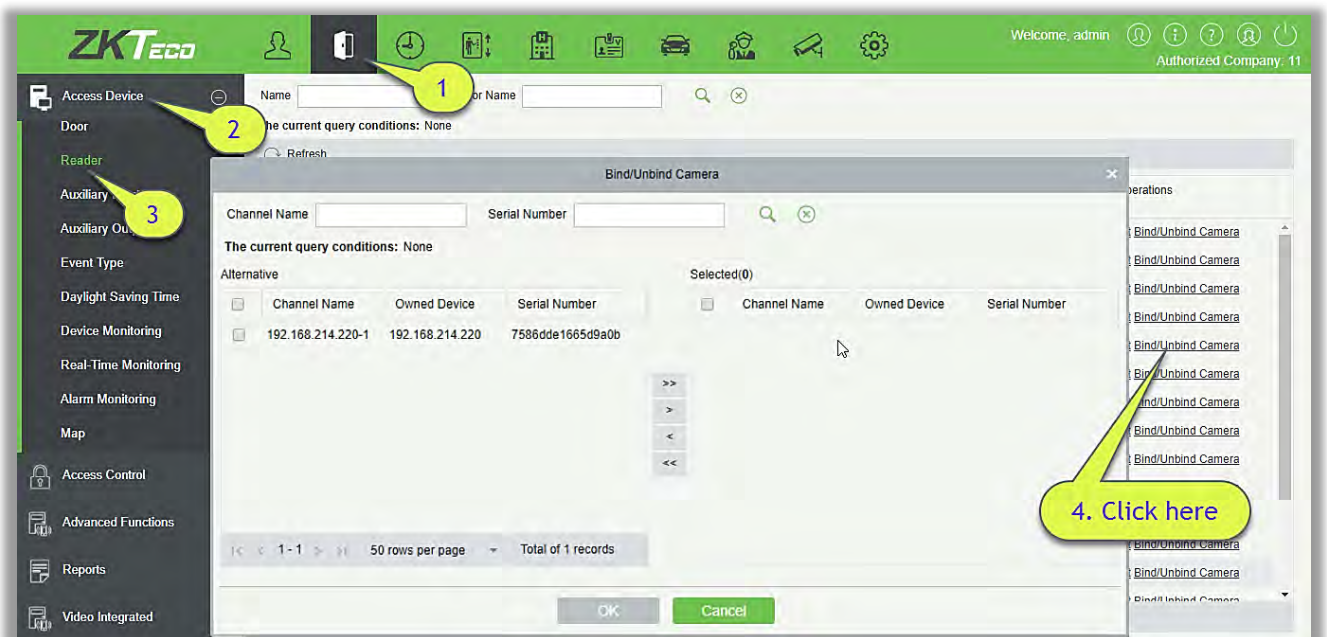 ZKTECO
Welcome, admin
Authorized Company: 11
1
Access Device
2
Name
or Name
Door
he current query conditions: None
Reader
Refresh
3
Bind/Unbind Camera
Auxiliary
Operations
Channel Name
Serial Number
Auxiliary Ou
Bind/Unbind Camera
The current query conditions: None
Event Type
Bind/Unbind Camera
Alternative
Selected(0)
Daylight Saving Time
Channel Name Owned Device Serial Number
Channel Name Owned Device Serial Number
Bind/Unbind Camera
Bind/Unbind Camera
Device Monitoring
192.168.214.220-1 192.168.214.220 7586dde1665d9a0b
Bind/Unbind Camera
Real-Time Monitoring
Bind/Unbind Camera
>>
Alarm Monitoring
Bind/Unbind Camera
>
Map
<
Bind/Unbind Camera
<<
Bind/Unbind Camera
Access Control
4. Click here
Advanced Functions
1 - 1
50 rows per page
Total of 1 records
Bind/Unbind Camera
Reports
Bind/Unbind Camera
Video Integrated
OK
Cancel
Bind/Unbind Camera